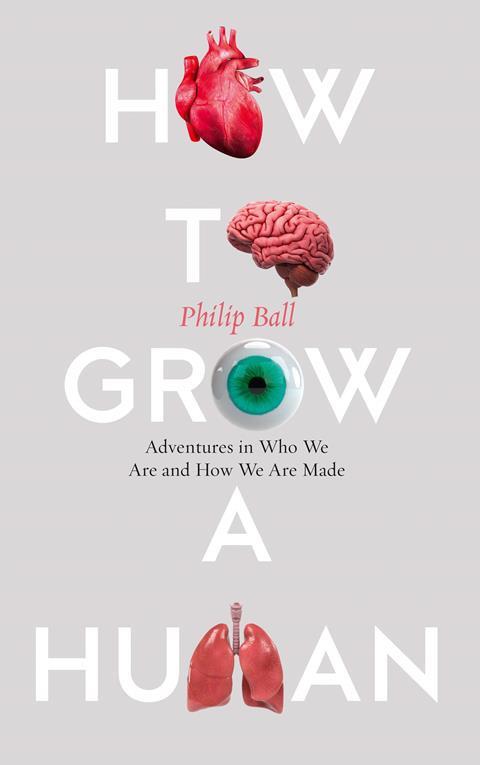 HOW
TO
Philip Ball
GROW
Adventures in Who We
Are and How We Are Made
A
HUMAN